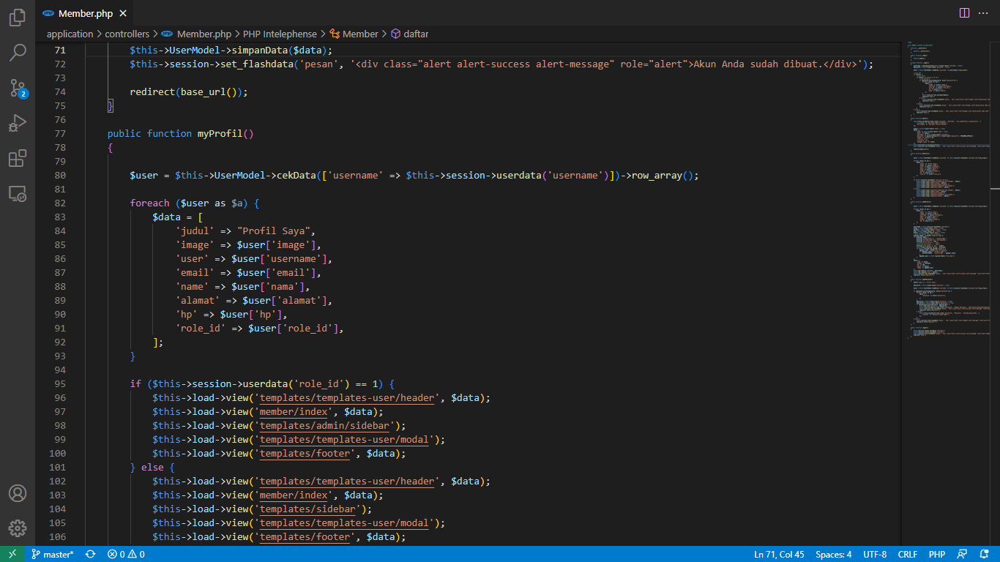 Member.php
application > controllers > Member.php > PHP Intelephense > Member > daftar
71 $this->UserModel->simpanData($data);
72 $this->session->set_flashdata('pesan', '<div class="alert alert-success alert-message" role="alert">Akun Anda sudah dibuat.</div>');
73
74 redirect(base_url());
75 }
76
77 public function myProfil()
78 {
79
80 $user = $this->UserModel->cekData(['username' => $this->session->userdata('username')])->row_array();
81
82 foreach ($user as $a) {
83 $data = [
84 'judul' => "Profil Saya",
85 'image' => $user['image'],
86 'user' => $user['username'],
87 'email' => $user['email'],
88 'name' => $user['nama'],
89 'alamat' => $user['alamat'],
90 'hp' => $user['hp'],
91 'role_id' => $user['role_id'],
92 ];
93 }
94
95 if ($this->session->userdata('role_id') == 1) {
96 $this->load->view('templates/templates-user/header', $data);
97 $this->load->view('member/index', $data);
98 $this->load->view('templates/admin/sidebar');
99 $this->load->view('templates/templates-user/modal');
100 $this->load->view('templates/footer', $data);
101 } else {
102 $this->load->view('templates/templates-user/header', $data);
103 $this->load->view('member/index', $data);
104 $this->load->view('templates/sidebar');
105 $this->load->view('templates/templates-user/modal');
106 $this->load->view('templates/footer', $data);
2
master* 0 0 Ln 71, Col 45 Spaces: 4 UTF-8 CRLF PHP